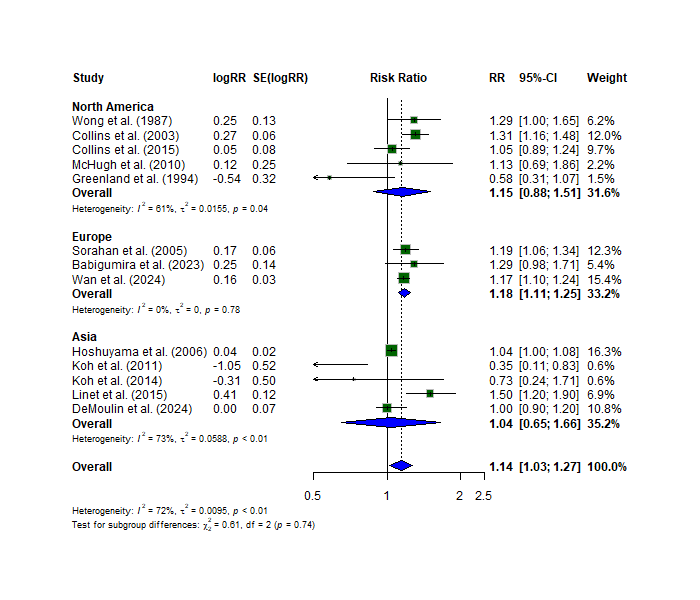 Study logRR SE(logRR) Risk Ratio RR 95%-CI Weight
North America
Wong et al. (1987) 0.25 0.13 1.29 [1.00; 1.65] 6.2%
Collins et al. (2003) 0.27 0.06 1.31 [1.16; 1.48] 12.0%
Collins et al. (2015) 0.05 0.08 1.05 [0.89; 1.24] 9.7%
McHugh et al. (2010) 0.12 0.25 1.13 [0.69; 1.86] 2.2%
Greenland et al. (1994) -0.54 0.32 0.58 [0.31; 1.07] 1.5%
Overall 1.15 [0.88; 1.51] 31.6%
Heterogeneity: I² = 61%, τ² = 0.0155, p = 0.04
Europe
Sorahan et al. (2005) 0.17 0.06 1.19 [1.06; 1.34] 12.3%
Babigumira et al. (2023) 0.25 0.14 1.29 [0.98; 1.71] 5.4%
Wan et al. (2024) 0.16 0.03 1.17 [1.10; 1.24] 15.4%
Overall 1.18 [1.11; 1.25] 33.2%
Heterogeneity: I² = 0%, τ² = 0, p = 0.78
Asia
Hoshuyama et al. (2006) 0.04 0.02 1.04 [1.00; 1.08] 16.3%
Koh et al. (2011) -1.05 0.52 0.35 [0.11; 0.83] 0.6%
Koh et al. (2014) -0.31 0.50 0.73 [0.24; 1.71] 0.6%
Linet et al. (2015) 0.41 0.12 1.50 [1.20; 1.90] 6.9%
DeMoulin et al. (2024) 0.00 0.07 1.00 [0.90; 1.20] 10.8%
Overall 1.04 [0.65; 1.66] 35.2%
Heterogeneity: I² = 73%, τ² = 0.0588, p < 0.01
Overall 1.14 [1.03; 1.27] 100.0%
0.5 1 2 2.5
Heterogeneity: I² = 72%, τ² = 0.0095, p < 0.01
Test for subgroup differences: χ²₂ = 0.61, df = 2 (p = 0.74)